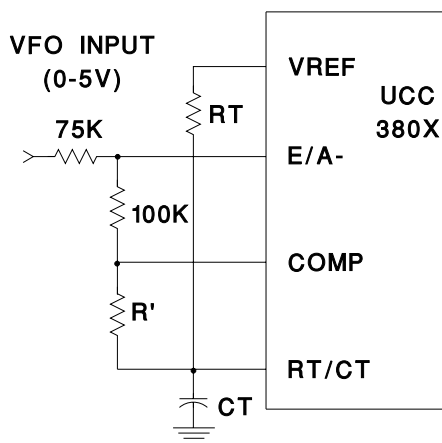 VFO INPUT
(0-5V)
VREF
UCC
380X
RT
75K
E/A-
100K
COMP
R'
RT/CT
CT